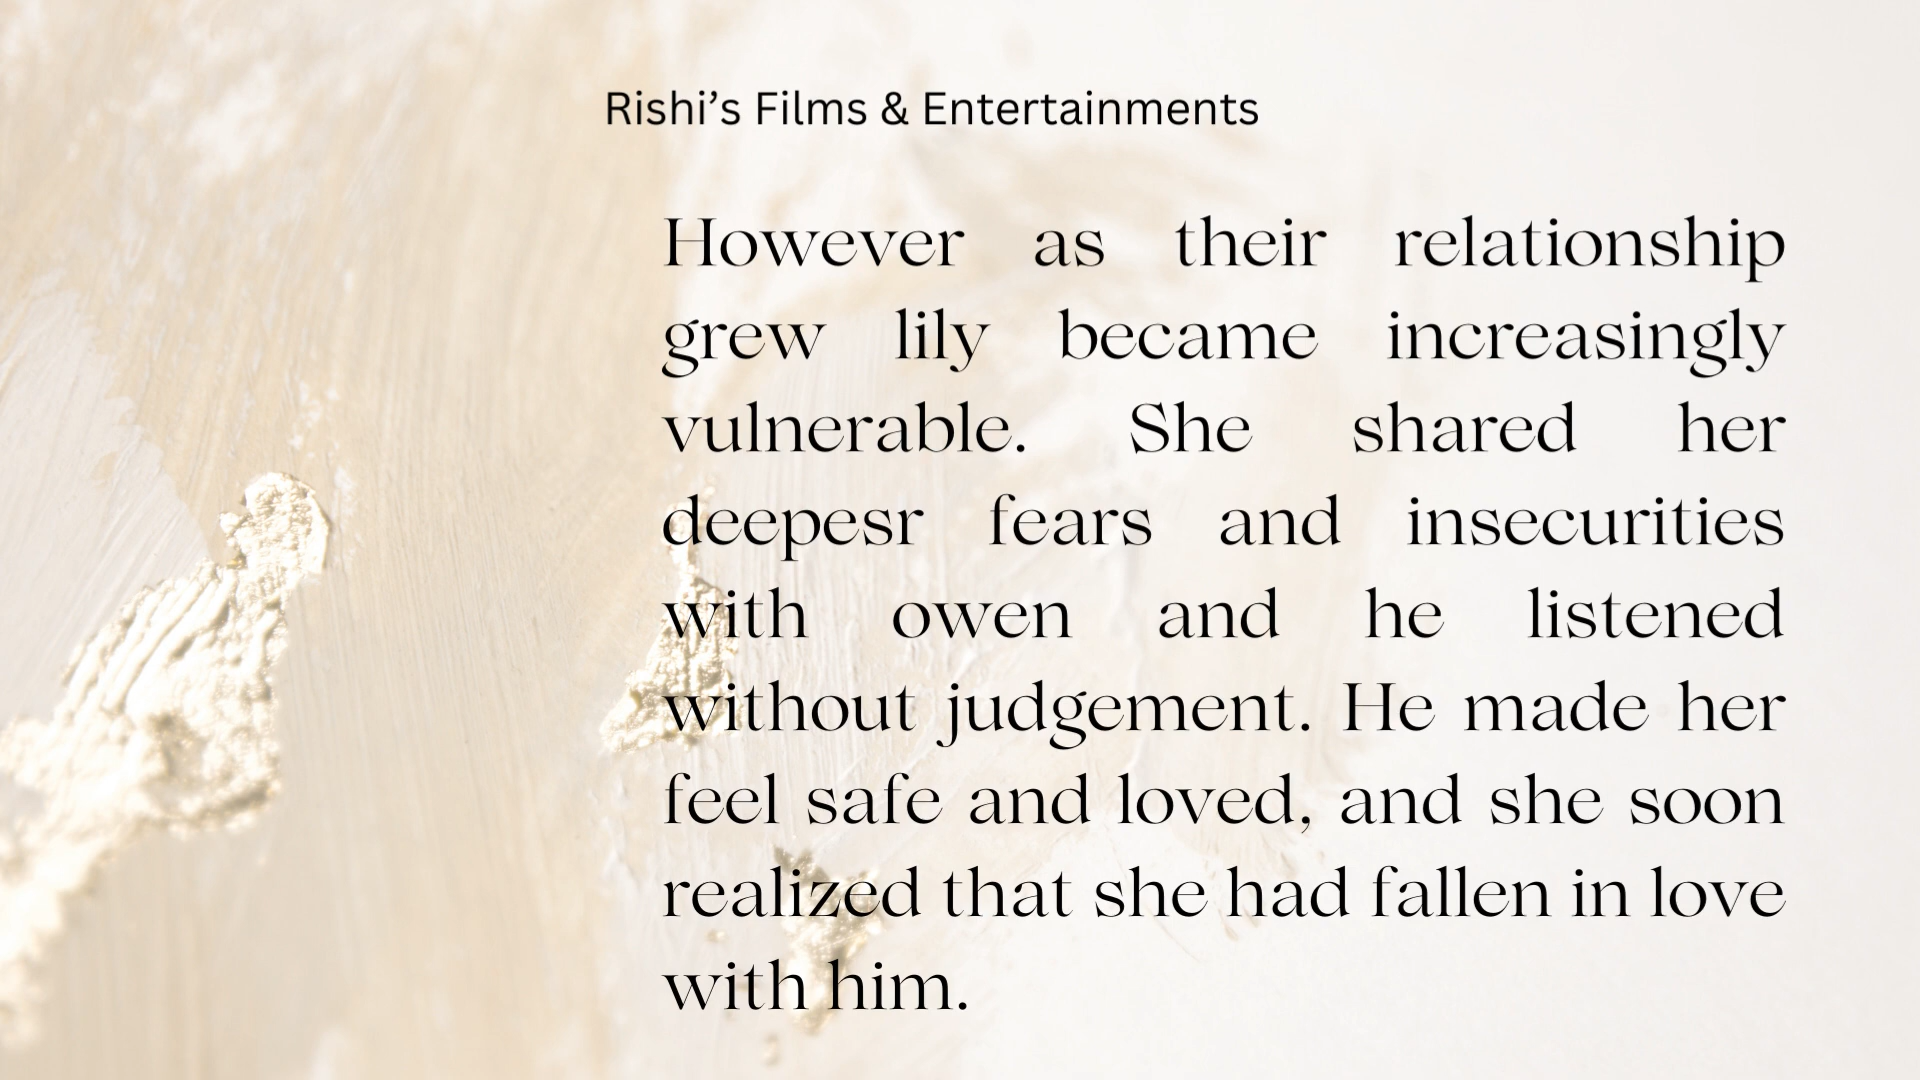 Rishi’s Films & Entertainments
However as their relationship
grew lily became increasingly
vulnerable. She shared her
deepesr fears and insecurities
with owen and he listened
without judgement. He made her
feel safe and loved, and she soon
realized that she had fallen in love
with him.